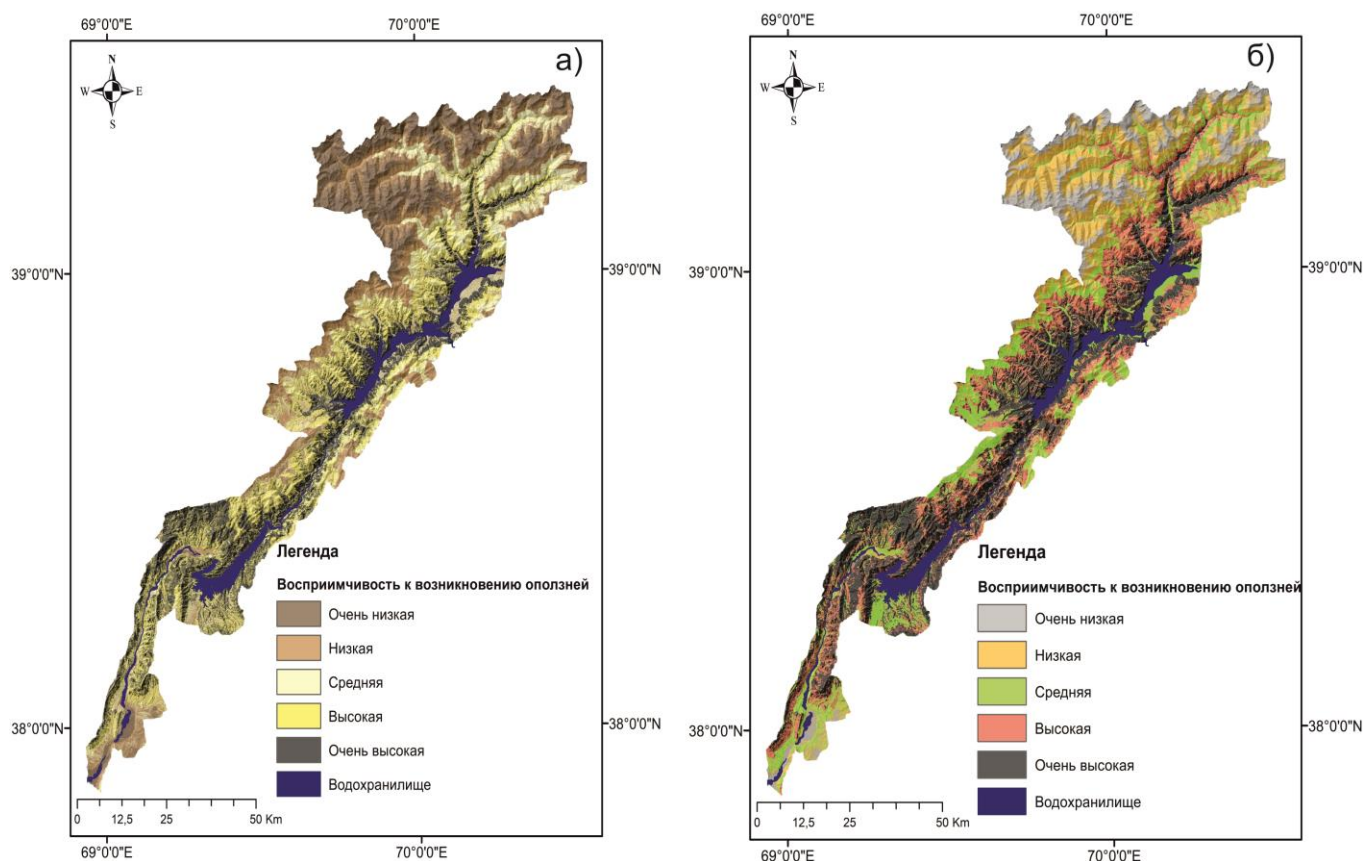 69°0'0"E
70°0'0"E
а)
N
W
E
S
39°0'0"N
39°0'0"N
Легенда
Восприимчивость к возникновению оползней
Очень низкая
Низкая
Средняя
Высокая
Очень высокая
Водохранилище
38°0'0"N
38°0'0"N
0
12,5
25
50 Km
69°0'0"E
70°0'0"E
69°0'0"E
70°0'0"E
б)
N
W
E
S
39°0'0"N
39°0'0"N
Легенда
Восприимчивость к возникновению оползней
Очень низкая
Низкая
Средняя
Высокая
Очень высокая
Водохранилище
38°0'0"N
38°0'0"N
0
12,5
25
50 Km
69°0'0"E
70°0'0"E